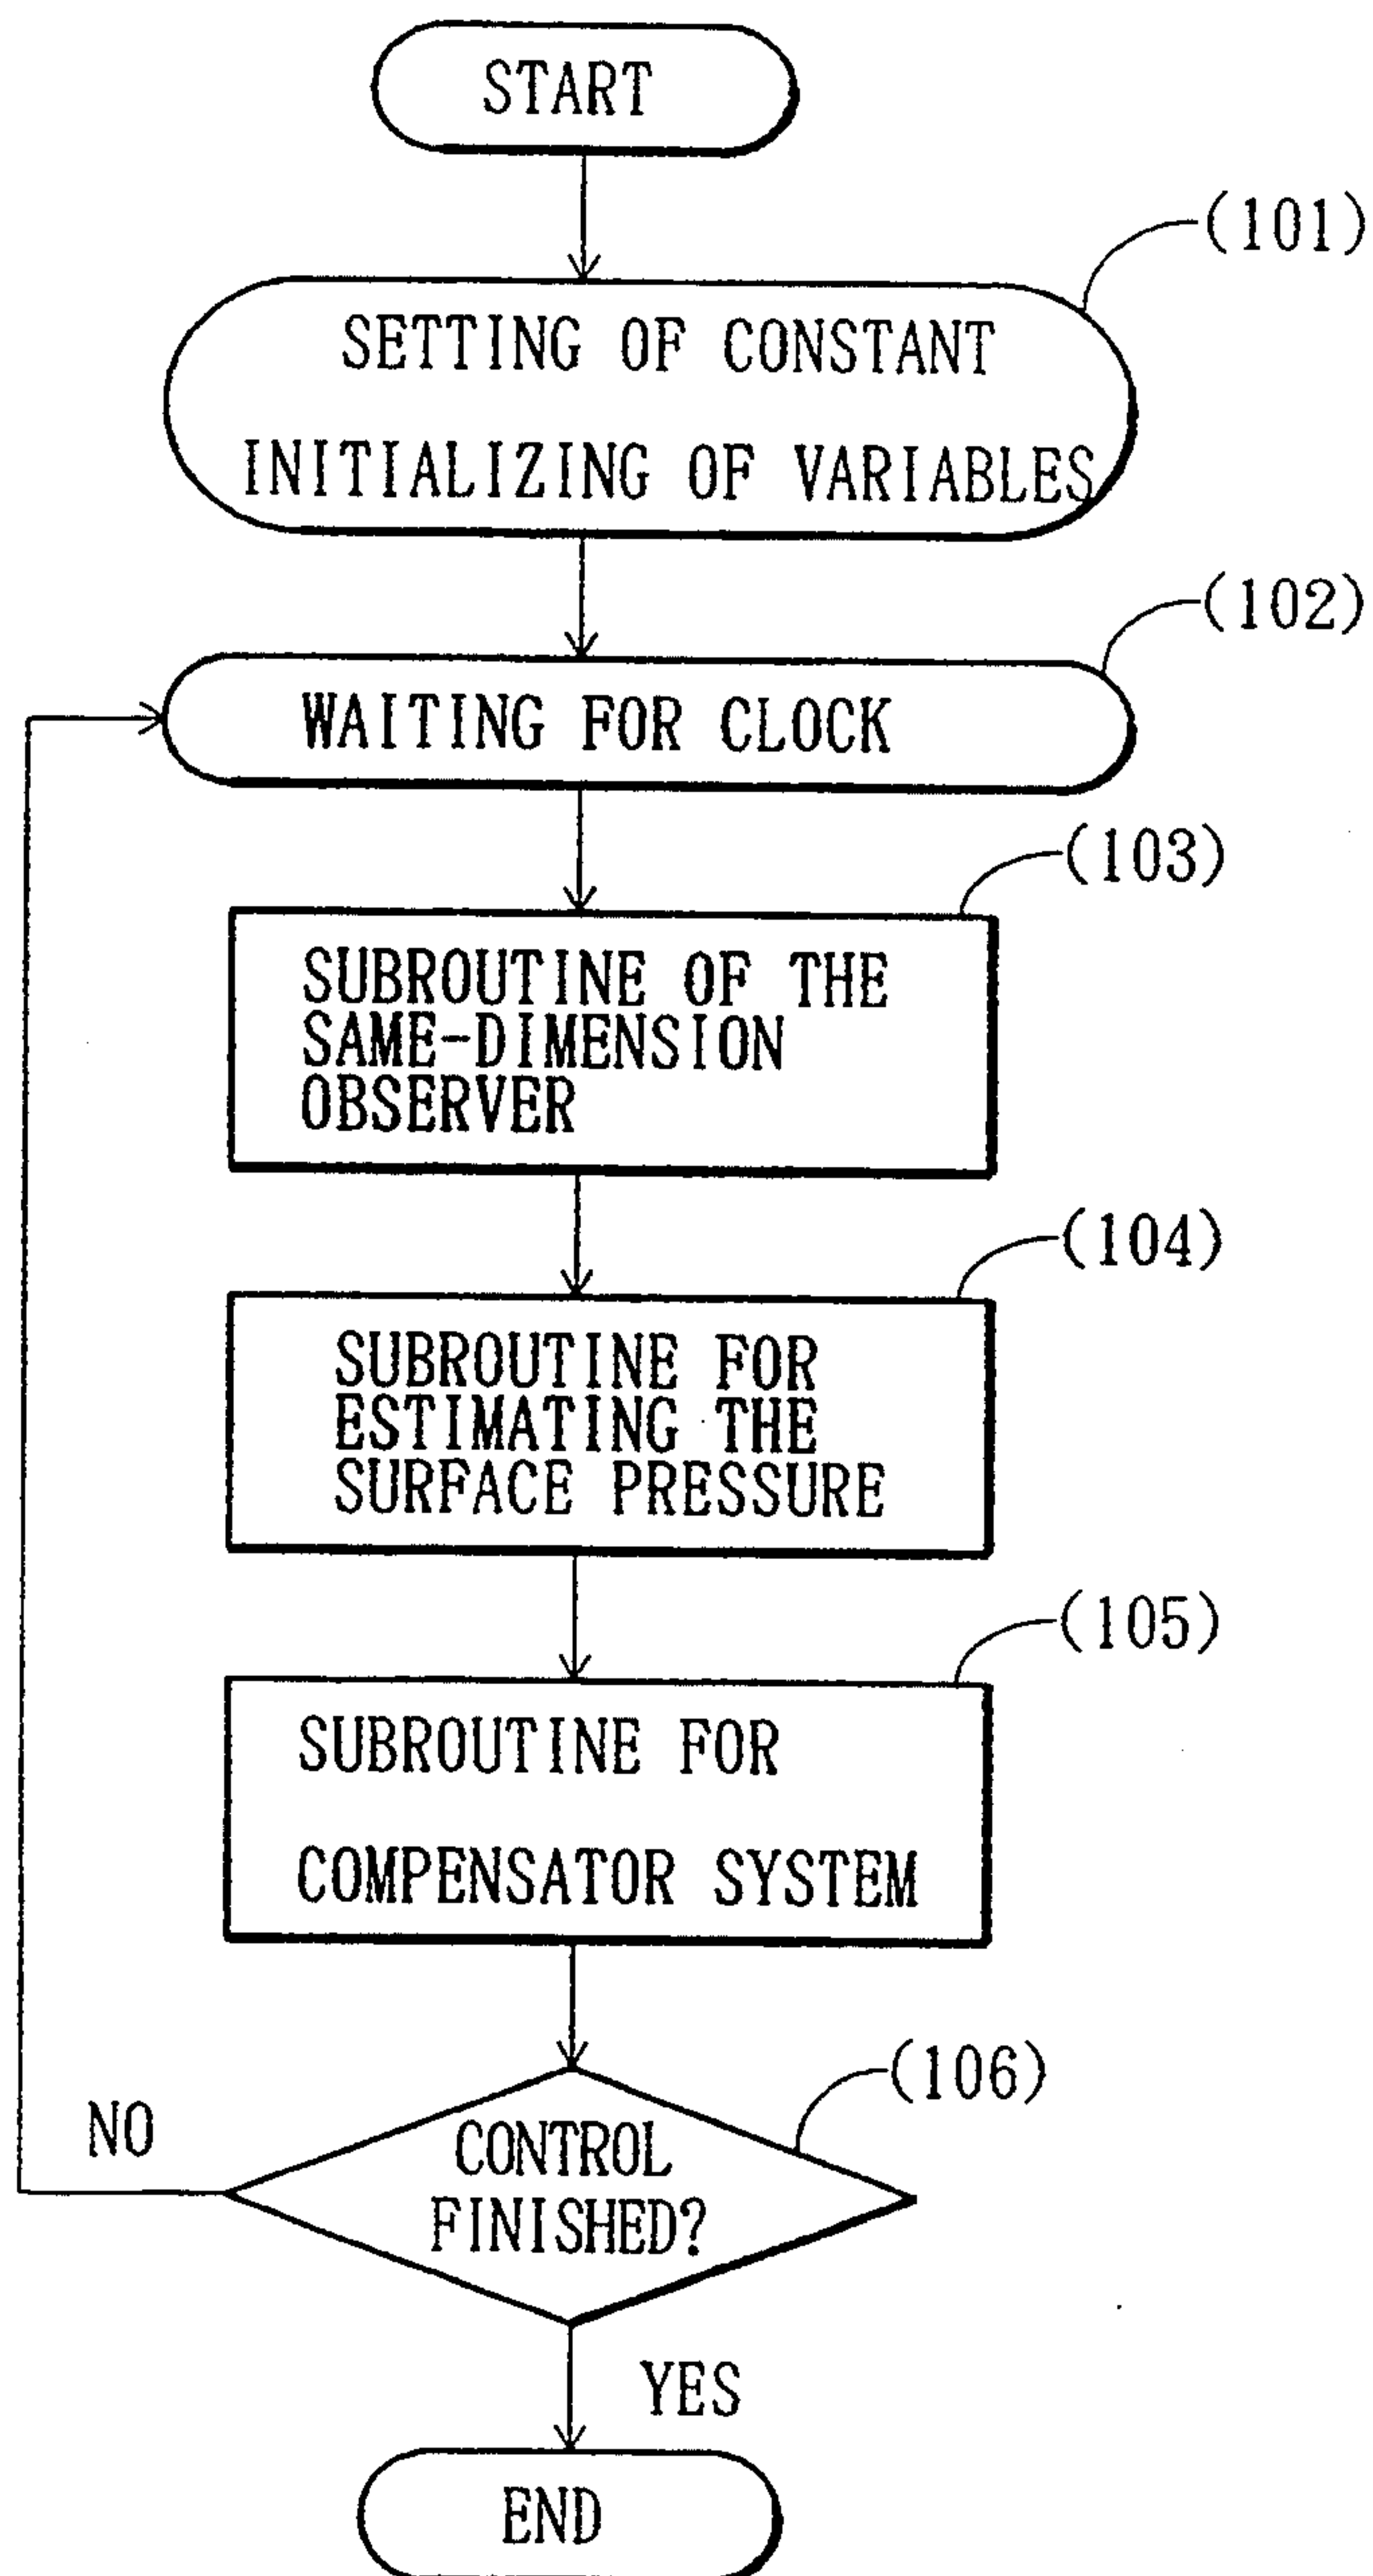 START
(101)
SETTING OF CONSTANT
INITIALIZING OF VARIABLES
(102)
WAITING FOR CLOCK
(103)
SUBROUTINE OF THE
SAME-DIMENSION
OBSERVER
(104)
SUBROUTINE FOR
ESTIMATING THE
SURFACE PRESSURE
(105)
SUBROUTINE FOR
COMPENSATOR SYSTEM
(106)
NO
CONTROL
FINISHED?
YES
END